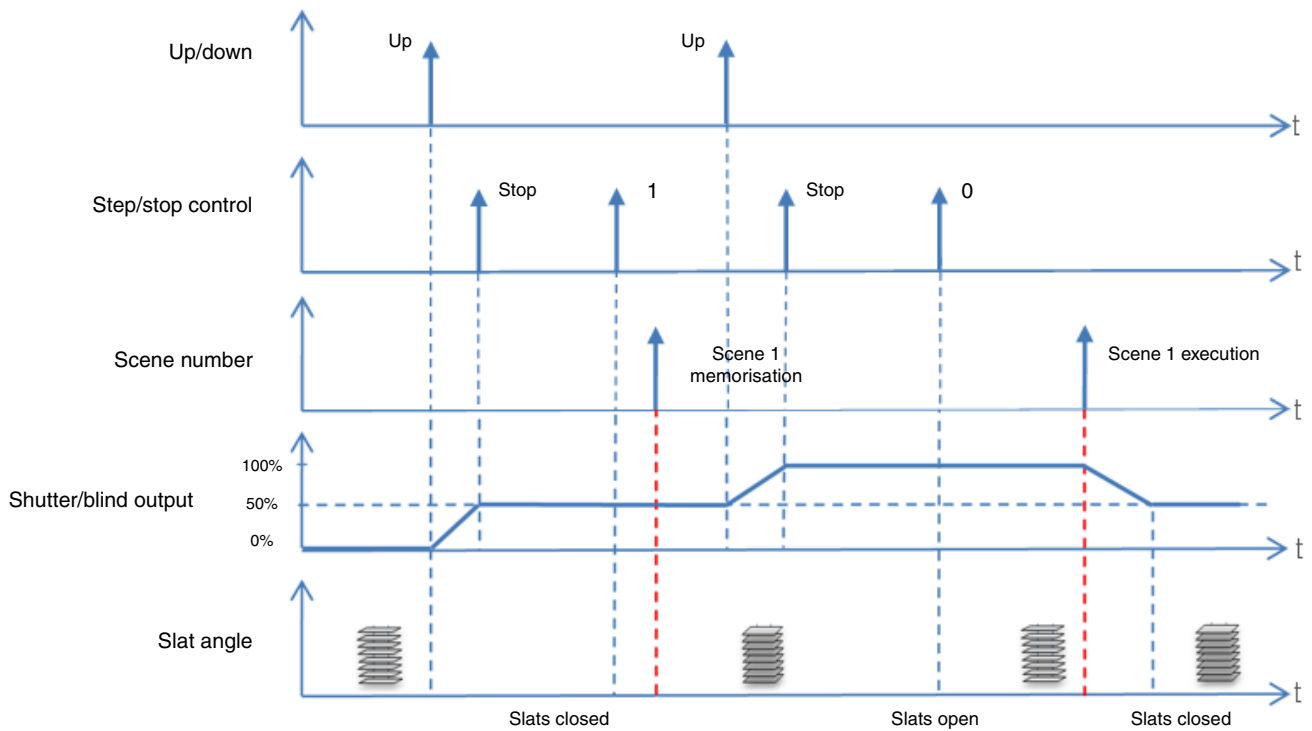 Up/down
Up
Up
t
Step/stop control
Stop
1
Stop
0
t
Scene number
Scene 1
memorisation
Scene 1 execution
t
Shutter/blind output
100%
50%
0%
t
Slat angle
t
Slats closed
Slats open
Slats closed